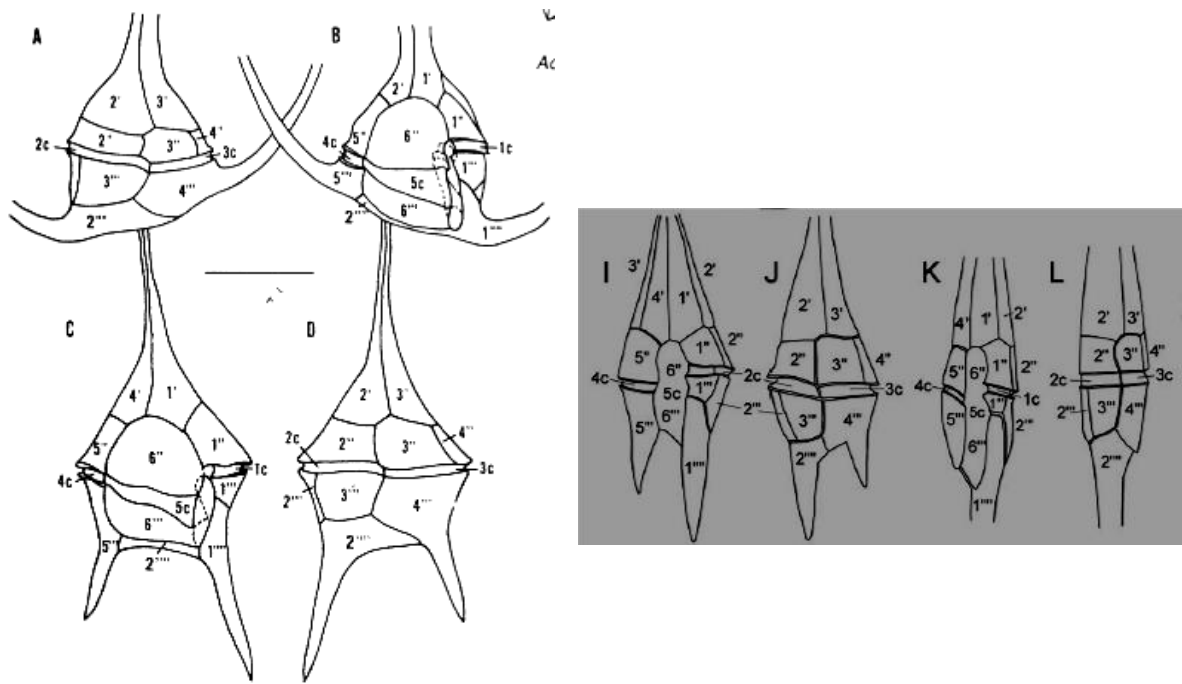 A
2' 3'
2c 2" 3" 4"
3c
3''' 4'''
2''''
B
2' 1'
4c 5" 6" 1"
1c
5''' 5c 1'''
2'''' 6''' 1''''
C
4' 1'
5" 6" 1"
4c 5c 1c
1'''
6'''
5''' 2'''' 1''''
D
2' 3'
2c 2" 3" 4"
3c
2''' 3''' 4'''
2''''
I
3' 2'
4' 1'
5" 6" 1" 2"
4c 5c 1'''
5''' 6''' 2'''
1''''
J
2' 3'
2" 3" 4"
2c 3c
3''' 4'''
2''''
K
4' 1' 2'
5" 6" 1" 2"
4c 5c 1c
5''' 6''' 1''' 2'''
1''''
L
2' 3'
2" 3" 4"
2c 3c
2''' 3''' 4'''
2''''